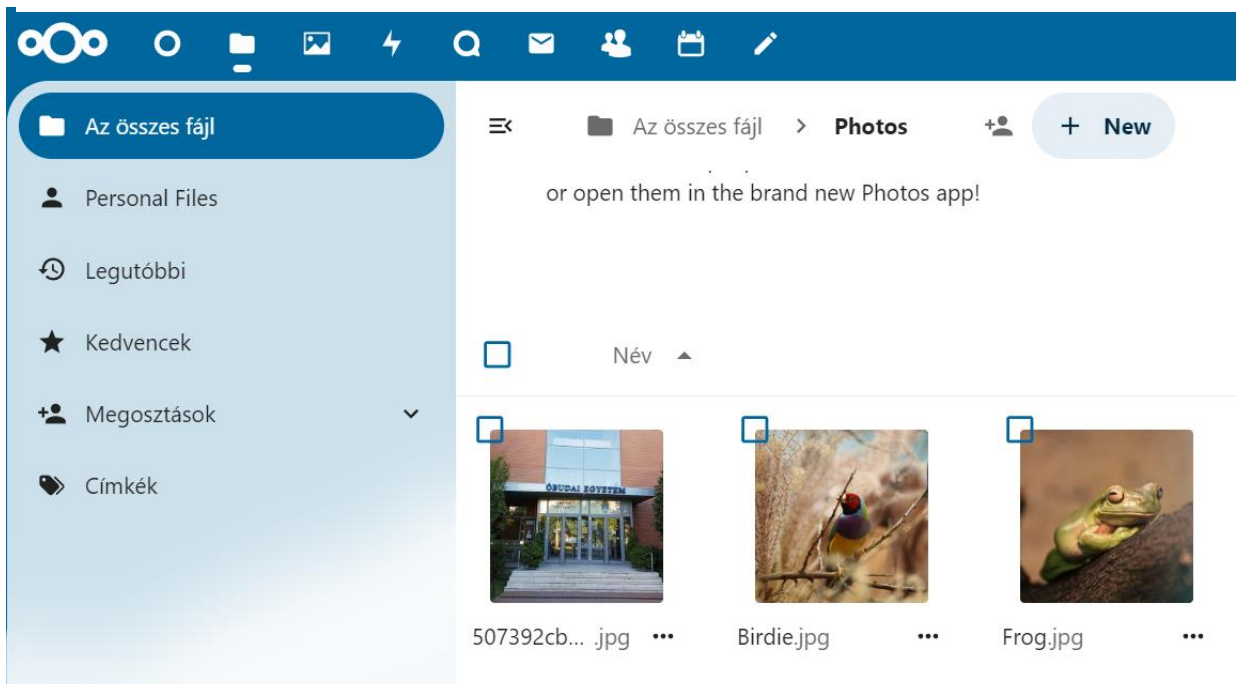 Az összes fájl
Personal Files
Legutóbbi
Kedvencek
Megosztások
Címkék
Az összes fájl > Photos + New
or open them in the brand new Photos app!
Név
ÓBUDAI EGYETEM
507392cb... .jpg
Birdie.jpg
Frog.jpg